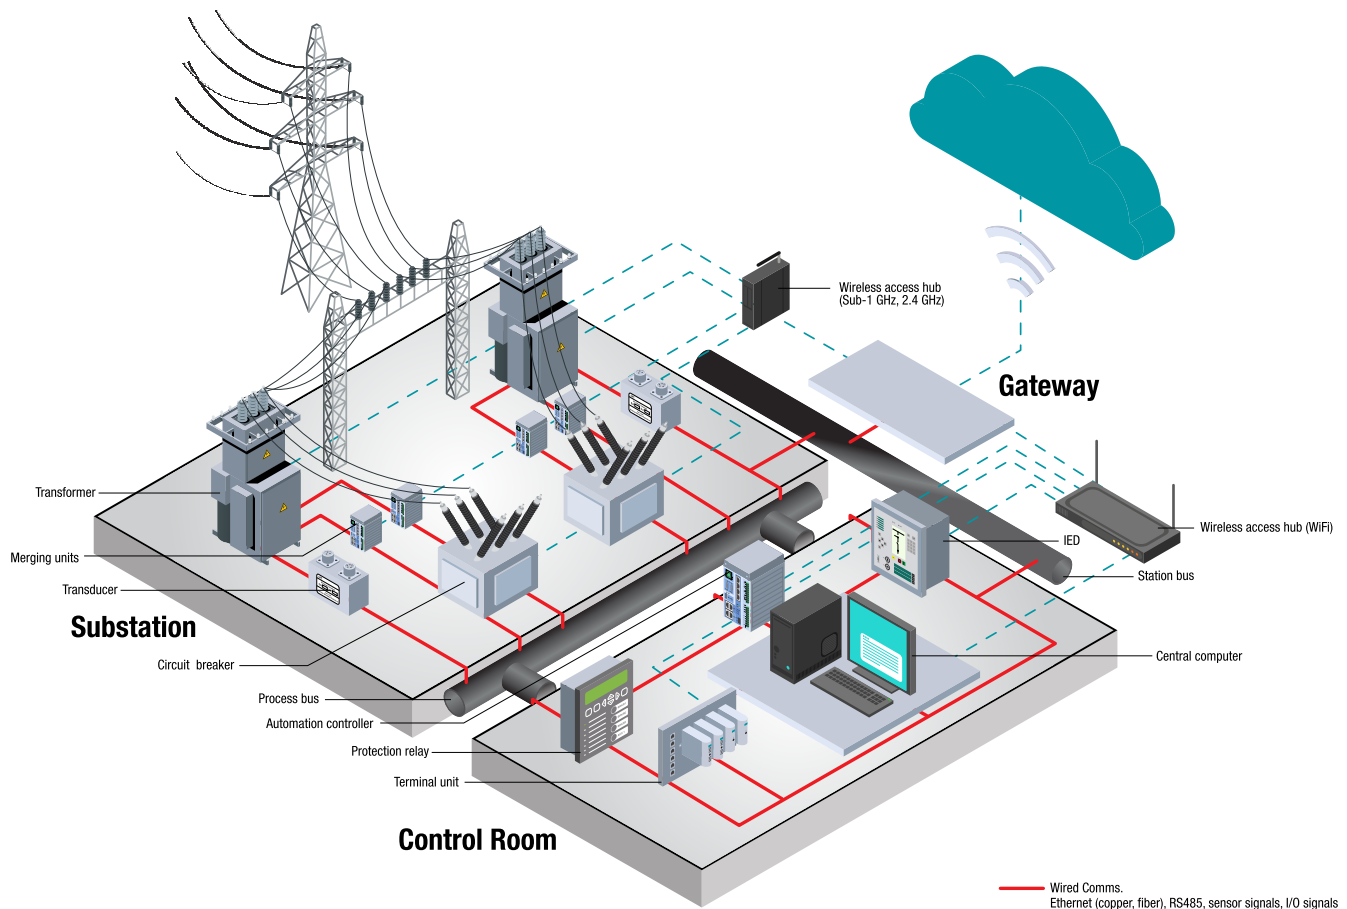 Wireless access hub
(Sub-1 GHz, 2.4 GHz)
Gateway
Transformer
Wireless access hub (WiFi)
IED
Merging units
Station bus
Transducer
Substation
Circuit breaker
Central computer
Process bus
Automation controller
Protection relay
Terminal unit
Control Room
Wired Comms.
Ethernet (copper, fiber), RS485, sensor signals, I/O signals